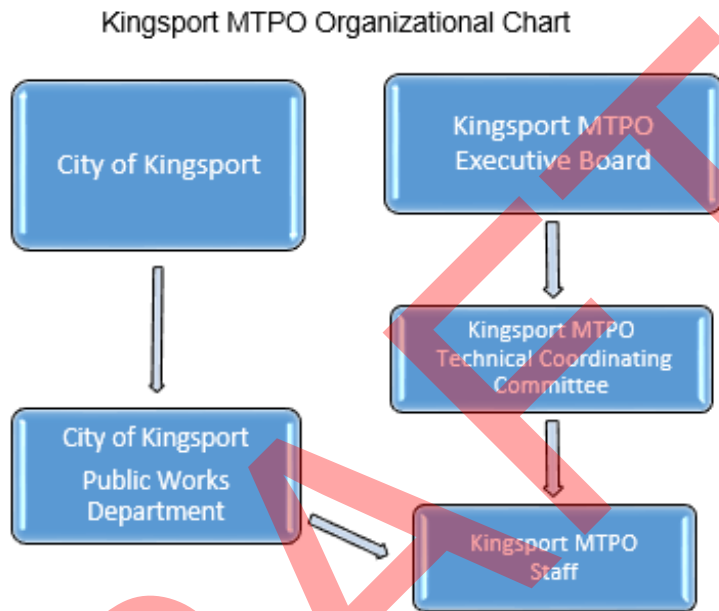 Kingsport MTPO Organizational Chart
City of Kingsport
Kingsport MTPO
Executive Board
Kingsport MTPO
Technical Coordinating
Committee
City of Kingsport
Public Works
Department
Kingsport MTPO
Staff